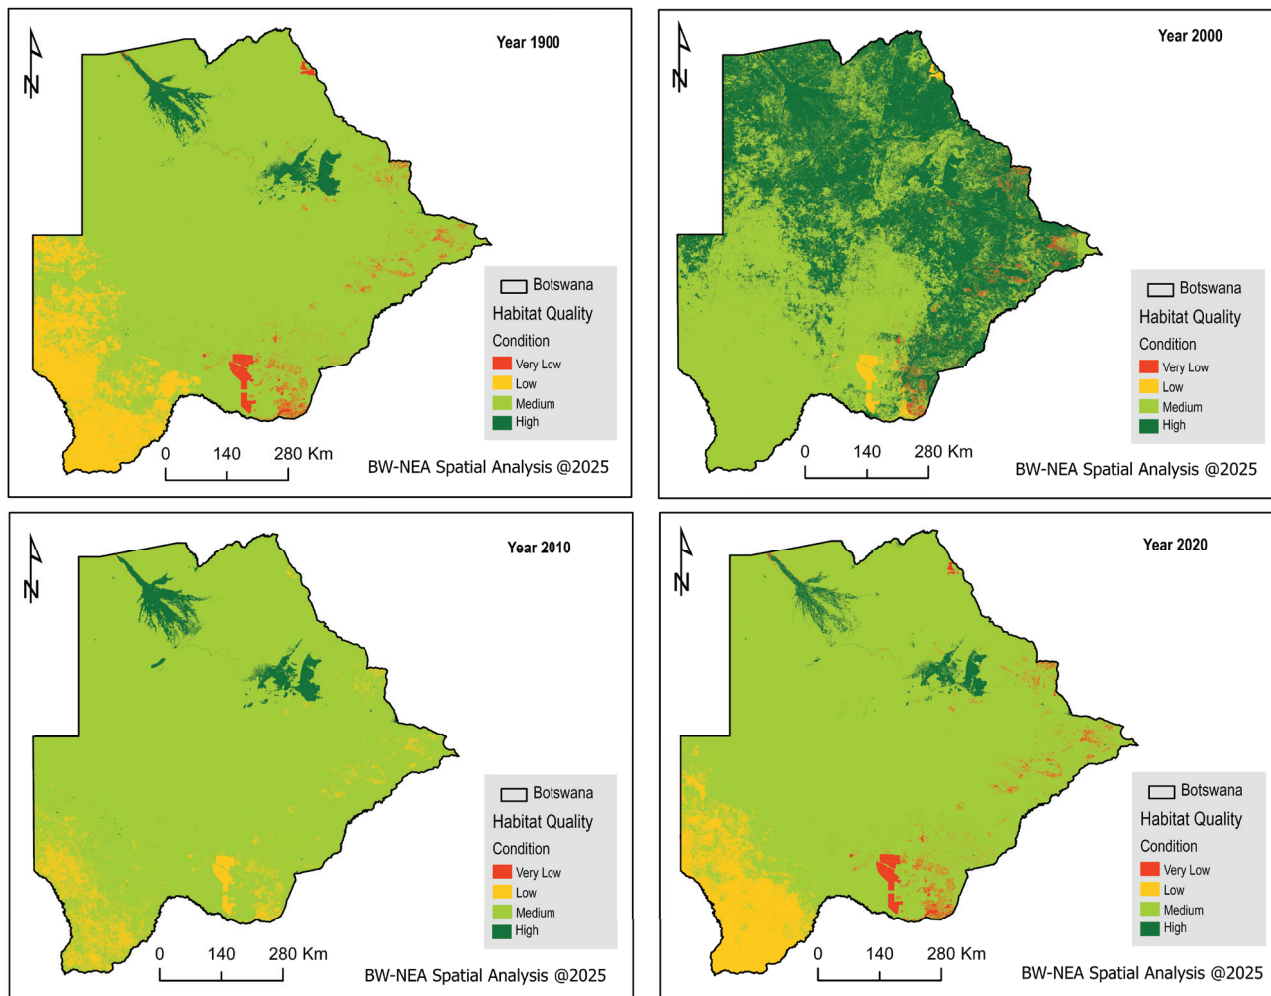 Year 1900
N
Botswana
Habitat Quality
Condition
Very Low
Low
Medium
High
0 140 280 Km
BW-NEA Spatial Analysis @2025
Year 2000
N
Botswana
Habitat Quality
Condition
Very Low
Low
Medium
High
0 140 280 Km
BW-NEA Spatial Analysis @2025
Year 2010
N
Botswana
Habitat Quality
Condition
Very Low
Low
Medium
High
0 140 280 Km
BW-NEA Spatial Analysis @2025
Year 2020
N
Botswana
Habitat Quality
Condition
Very Low
Low
Medium
High
0 140 280 Km
BW-NEA Spatial Analysis @2025